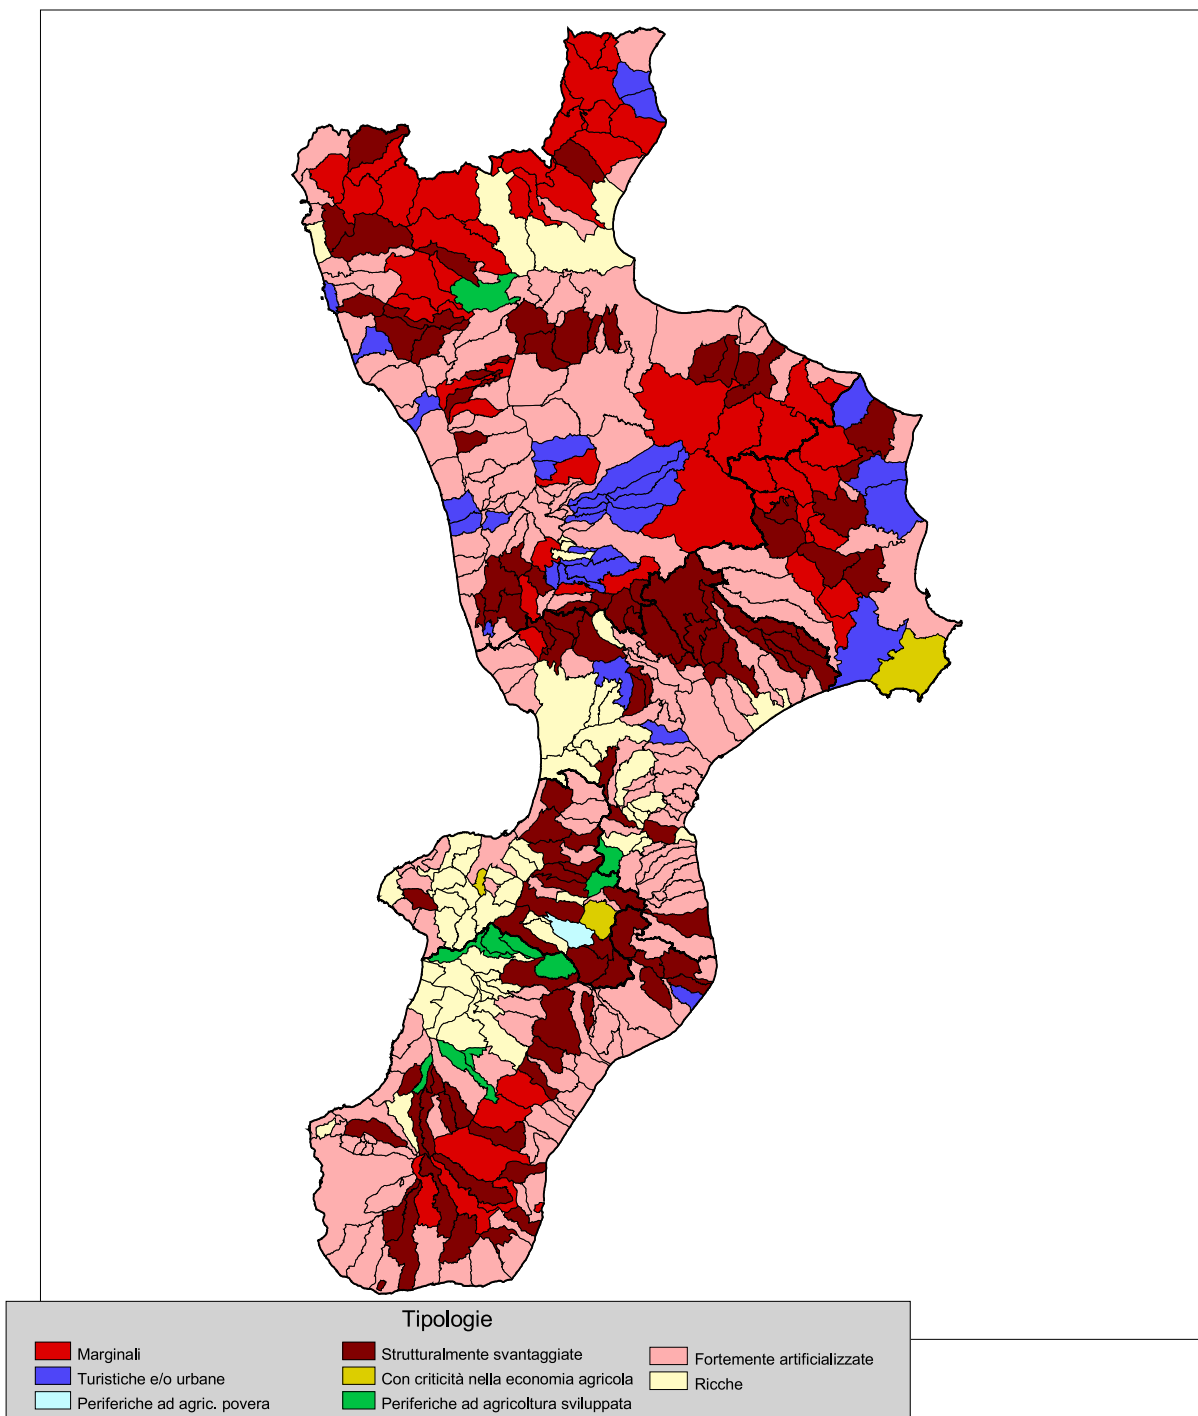 Tipologie
Marginali
Turistiche e/o urbane
Periferiche ad agric. povera
Strutturalmente svantaggiate
Con criticità nella economia agricola
Periferiche ad agricoltura sviluppata
Fortemente artificializzate
Ricche